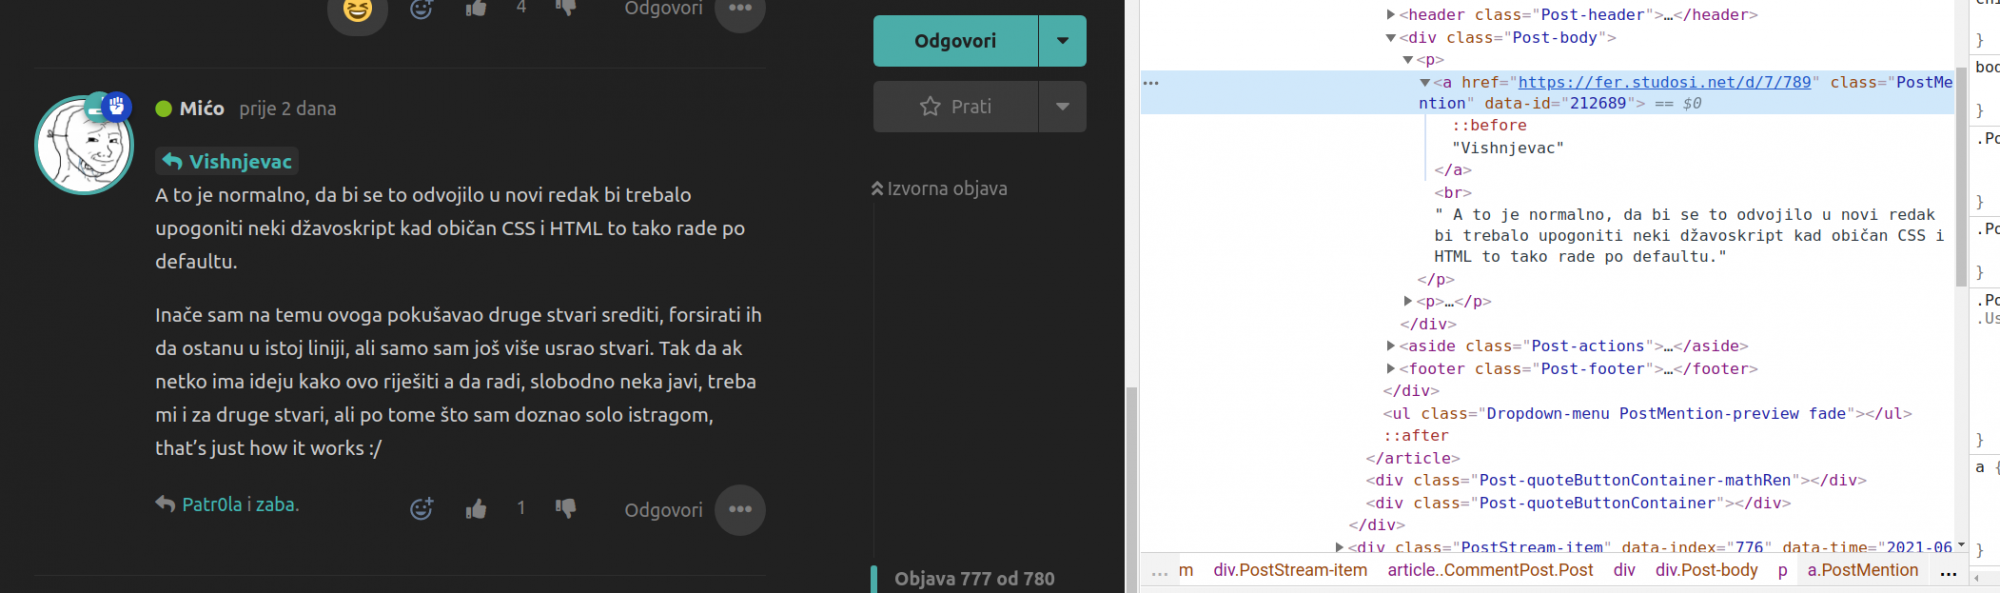 4 Odgovori •••
Mićo prije 2 dana
Vishnjevac
A to je normalno, da bi se to odvojilo u novi redak bi trebalo
upogoniti neki džavoskript kad običan CSS i HTML to tako rade po
defaultu.
Inače sam na temu ovoga pokušavao druge stvari srediti, forsirati ih
da ostanu u istoj liniji, ali samo sam još više usrao stvari. Tak da ak
netko ima ideju kako ovo riješiti a da radi, slobodno neka javi, treba
mi i za druge stvari, ali po tome što sam doznao solo istragom,
that’s just how it works :/
Patr0la i zaba.
1 Odgovori •••
Odgovori
Prati
Izvorna objava
Objava 777 od 780
<header class="Post-header">…</header>
<div class="Post-body">
<p>
<a href="https://fer.studosi.net/d/7/789" class="PostMe
ntion" data-id="212689"> == $0
::before
"Vishnjevac"
</a>
<br>
" A to je normalno, da bi se to odvojilo u novi redak
bi trebalo upogoniti neki džavoskript kad običan CSS i
HTML to tako rade po defaultu."
</p>
<p>…</p>
</div>
<aside class="Post-actions">…</aside>
<footer class="Post-footer">…</footer>
</div>
<ul class="Dropdown-menu PostMention-preview fade"></ul>
::after
</article>
<div class="Post-quoteButtonContainer-mathRen"></div>
<div class="Post-quoteButtonContainer"></div>
</div>
<div class="PostStream-item" data-index="776" data-time="2021-06
... m div.PostStream-item article..CommentPost.Post div div.Post-body p a.PostMention ...
}
boo
}
.Po
}
.Po
}
.Po
.Us
}
a {
}